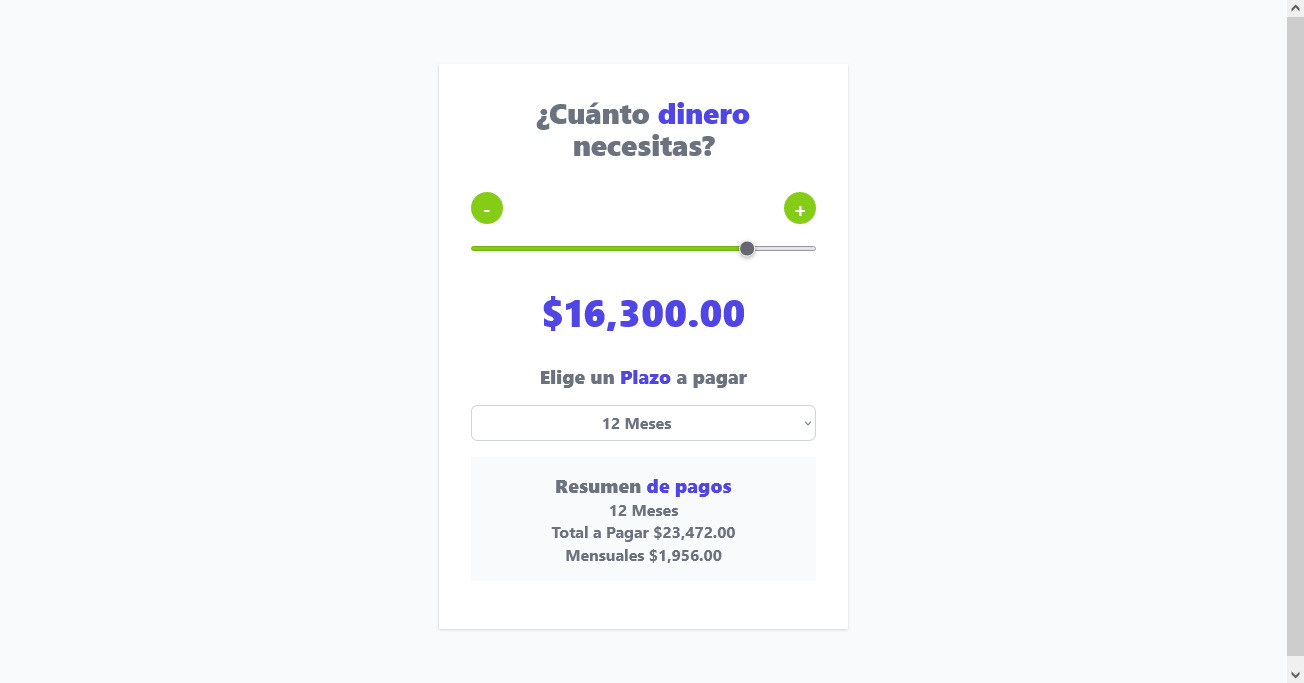 ¿Cuánto dinero
necesitas?
- +
$16,300.00
Elige un Plazo a pagar
12 Meses
Resumen de pagos
12 Meses
Total a Pagar $23,472.00
Mensuales $1,956.00